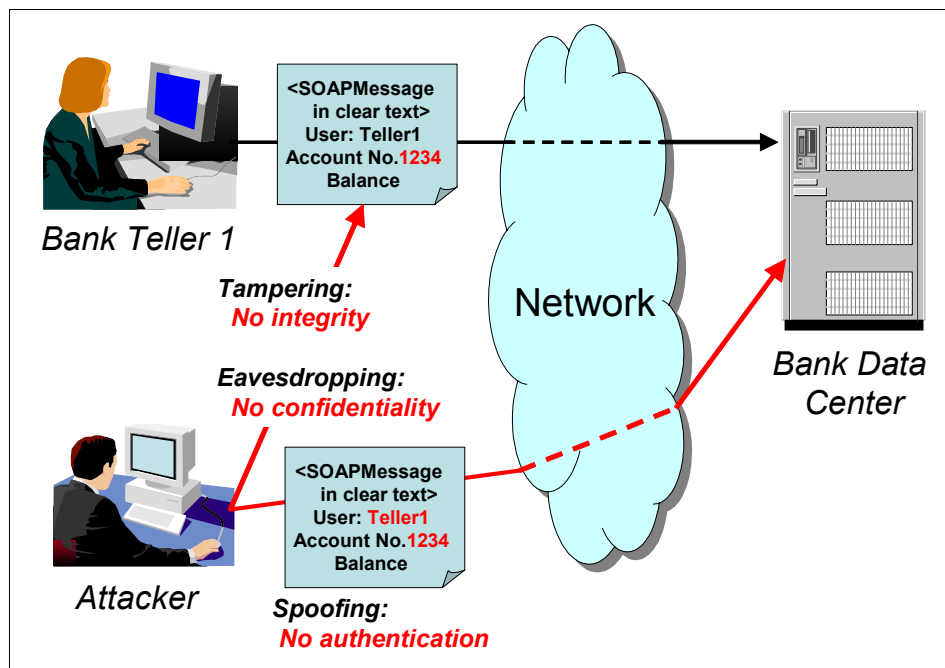 <SOAPMessage
in clear text>
User: Teller1
Account No.1234
Balance
Bank Teller 1
Tampering:
No integrity
Network
Bank Data
Center
Eavesdropping:
No confidentiality
<SOAPMessage
in clear text>
User: Teller1
Account No.1234
Balance
Attacker
Spoofing:
No authentication